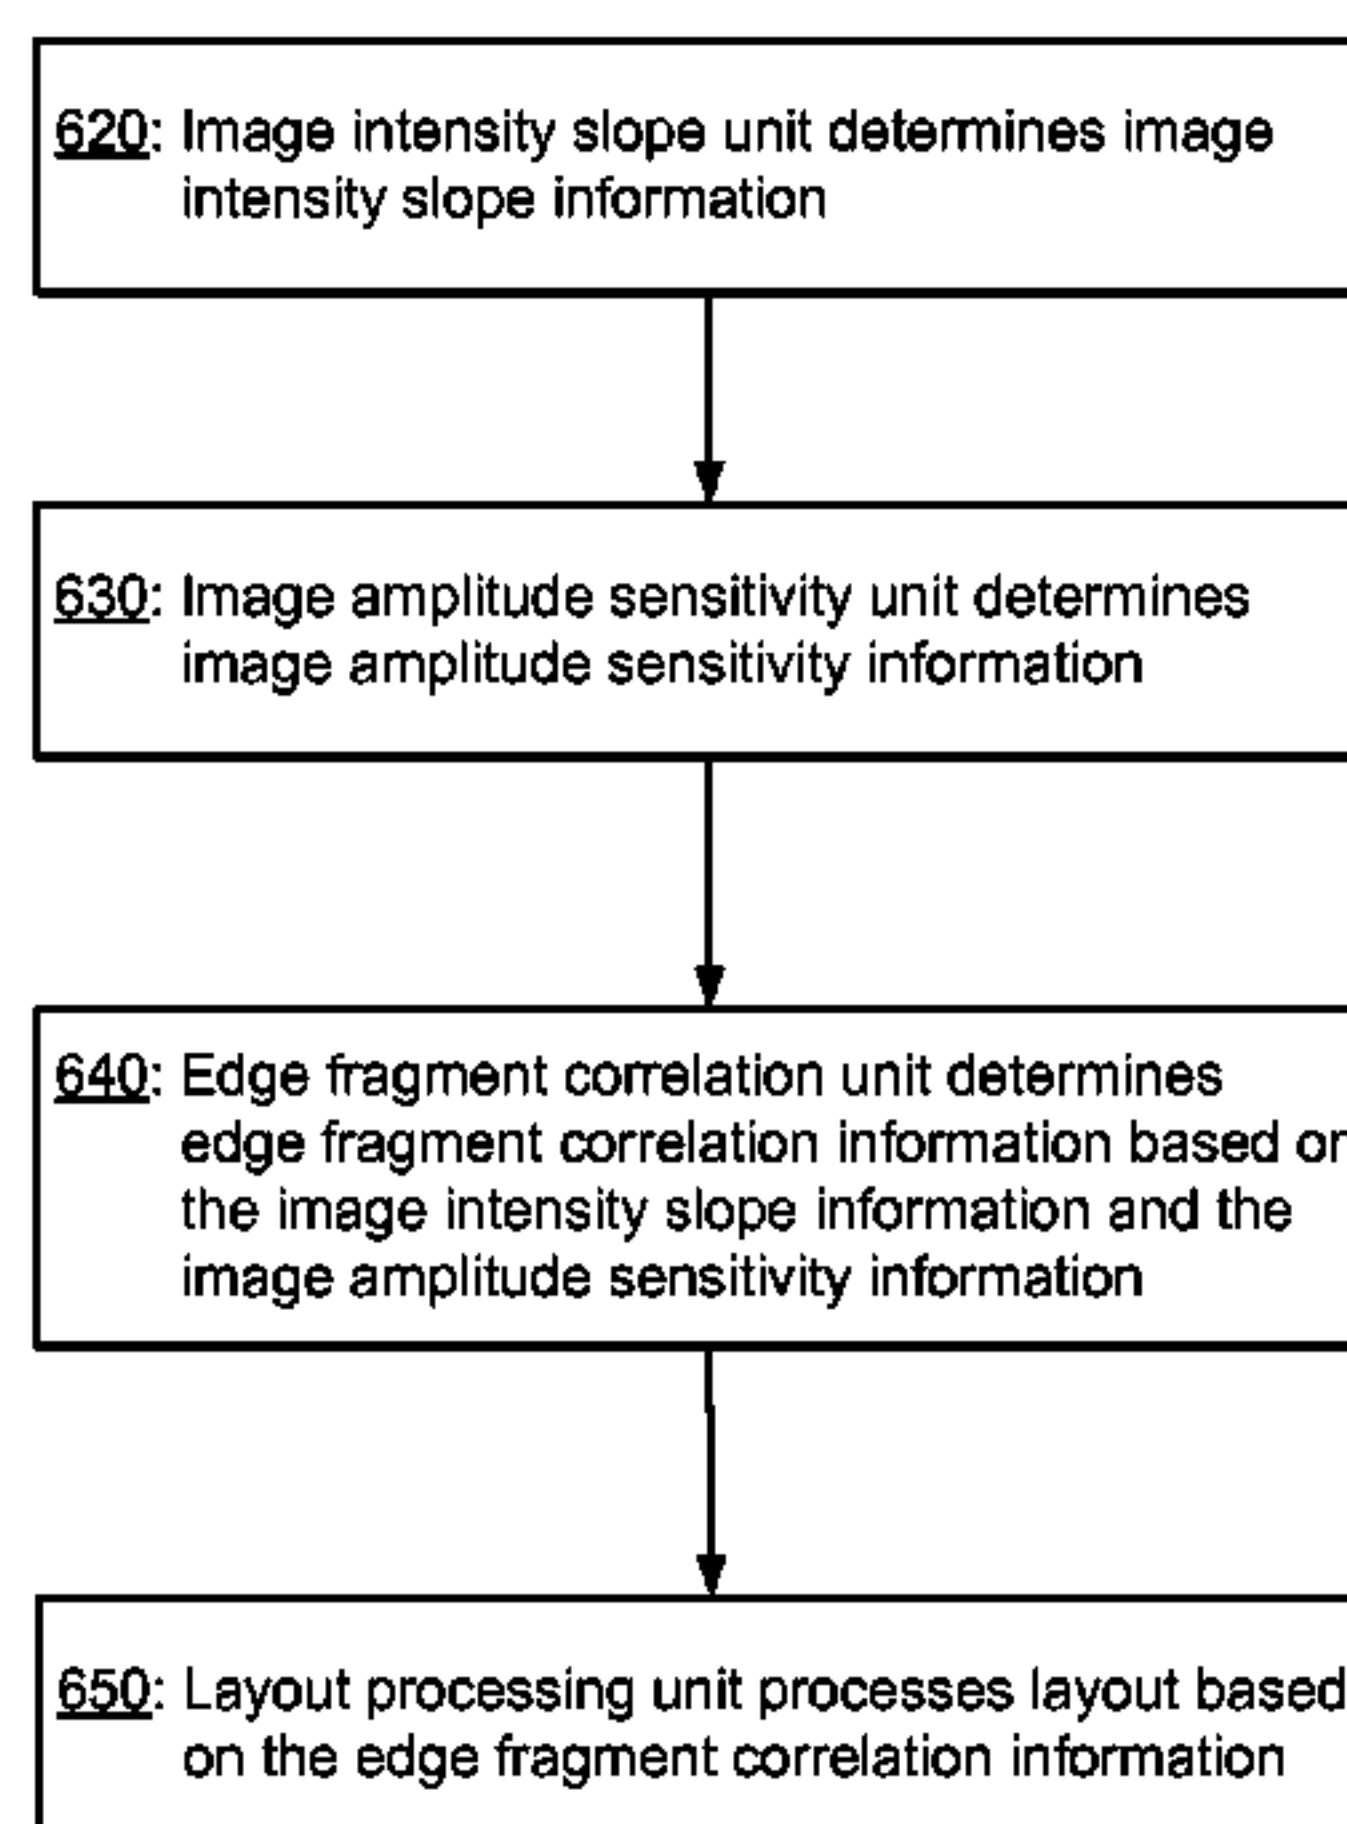 620: Image intensity slope unit determines image
intensity slope information
630: Image amplitude sensitivity unit determines
image amplitude sensitivity information
640: Edge fragment correlation unit determines
edge fragment correlation information based on
the image intensity slope information and the
image amplitude sensitivity information
650: Layout processing unit processes layout based
on the edge fragment correlation information